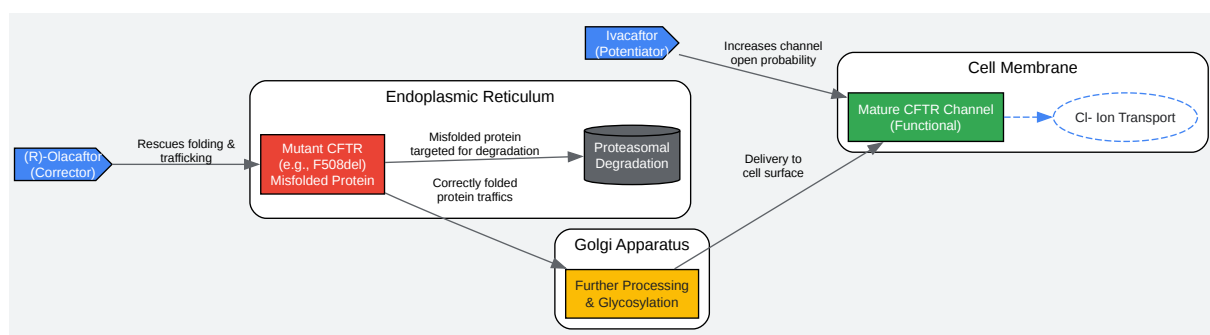 Ivacaftor
(Potentiator)
Increases channel
open probability
Cell Membrane
Mature CFTR Channel
(Functional)
Cl- Ion Transport
Endoplasmic Reticulum
(R)-Olacaftor
(Corrector)
Rescues folding &
trafficking
Mutant CFTR
(e.g., F508del)
Misfolded Protein
Misfolded protein
targeted for degradation
Proteasomal
Degradation
Correctly folded
protein traffics
Delivery to
cell surface
Golgi Apparatus
Further Processing
& Glycosylation